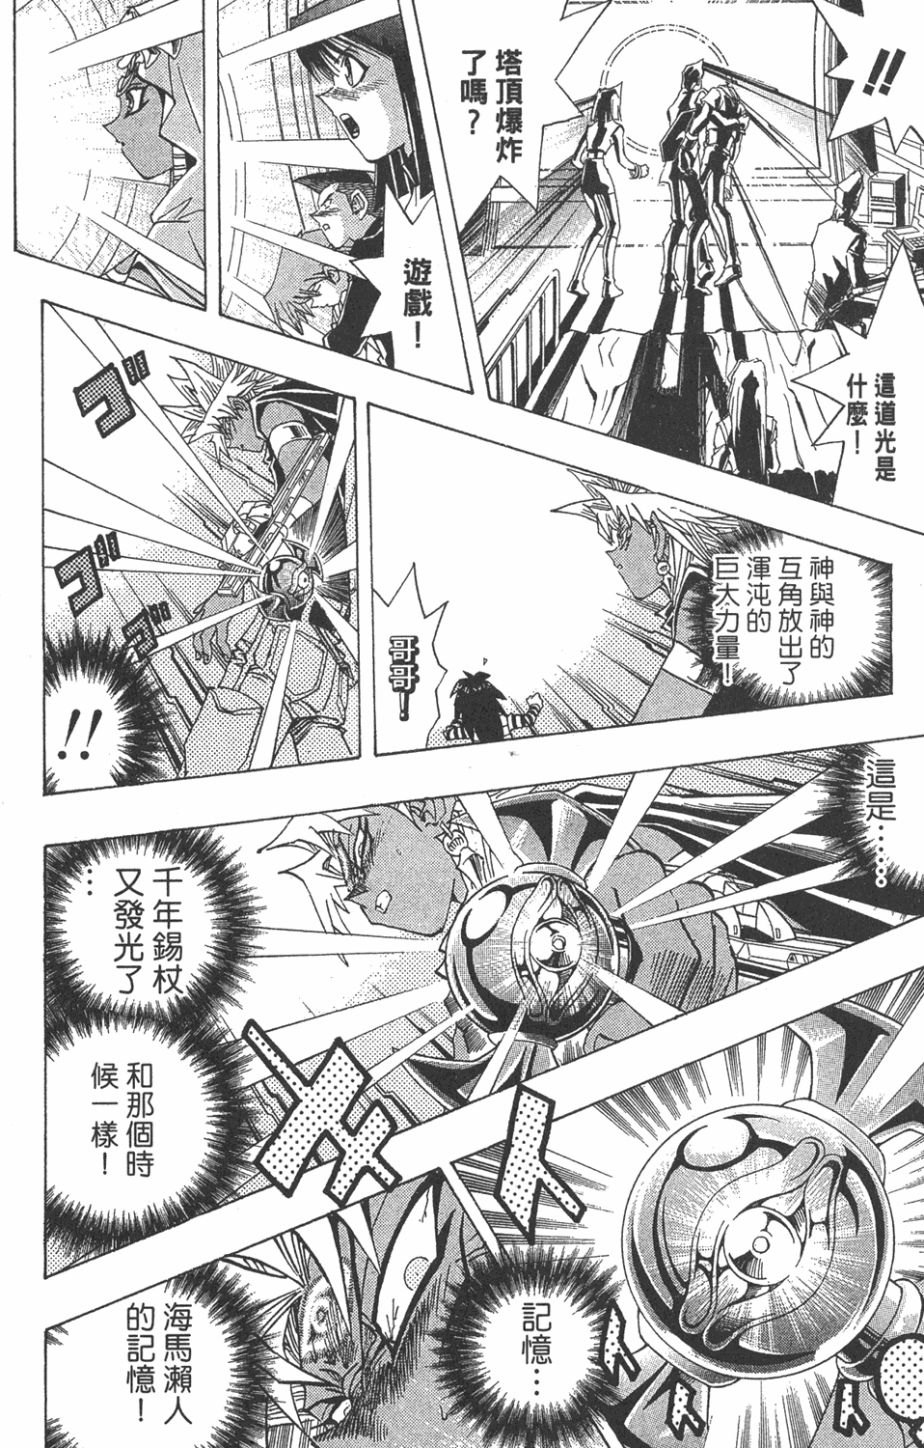 !!
這道光是
什麼!
塔頂爆炸
了嗎?
遊戲!
神與神的
互角放出了
渾沌的
巨大力量!
哥哥!
ゴゴゴ
!!
這是……
千年錫杖
又發光了
…
和那個時
候一樣!
記憶…
海馬瀨人
的記憶!